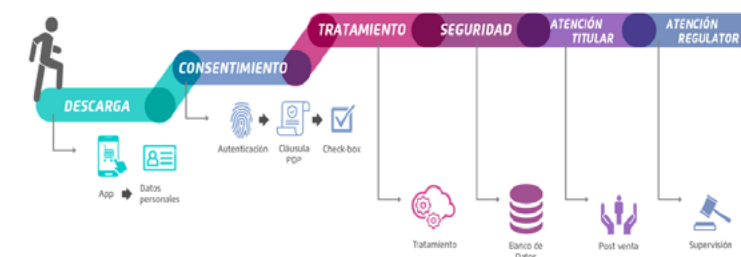 TRATAMIENTO
SEGURIDAD
ATENCIÓN
TITULAR
ATENCIÓN
REGULATOR
CONSENTIMIENTO
DESCARGA
Autenticación
Cláusula
PDP
Check-box
App
Datos
personales
Tratamiento
Banco de
Datos
Post venta
Supervisión